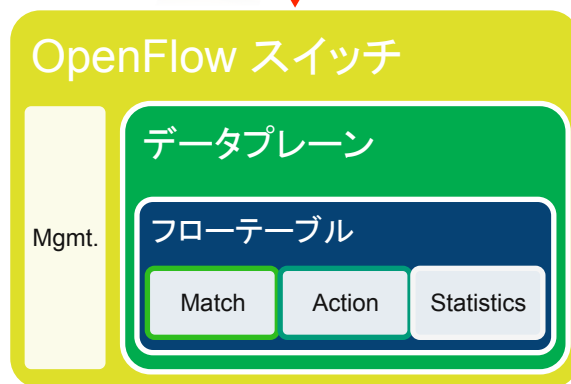 OpenFlow スイッチ
データプレーン
Mgmt.
フローテーブル
Match
Action
Statistics